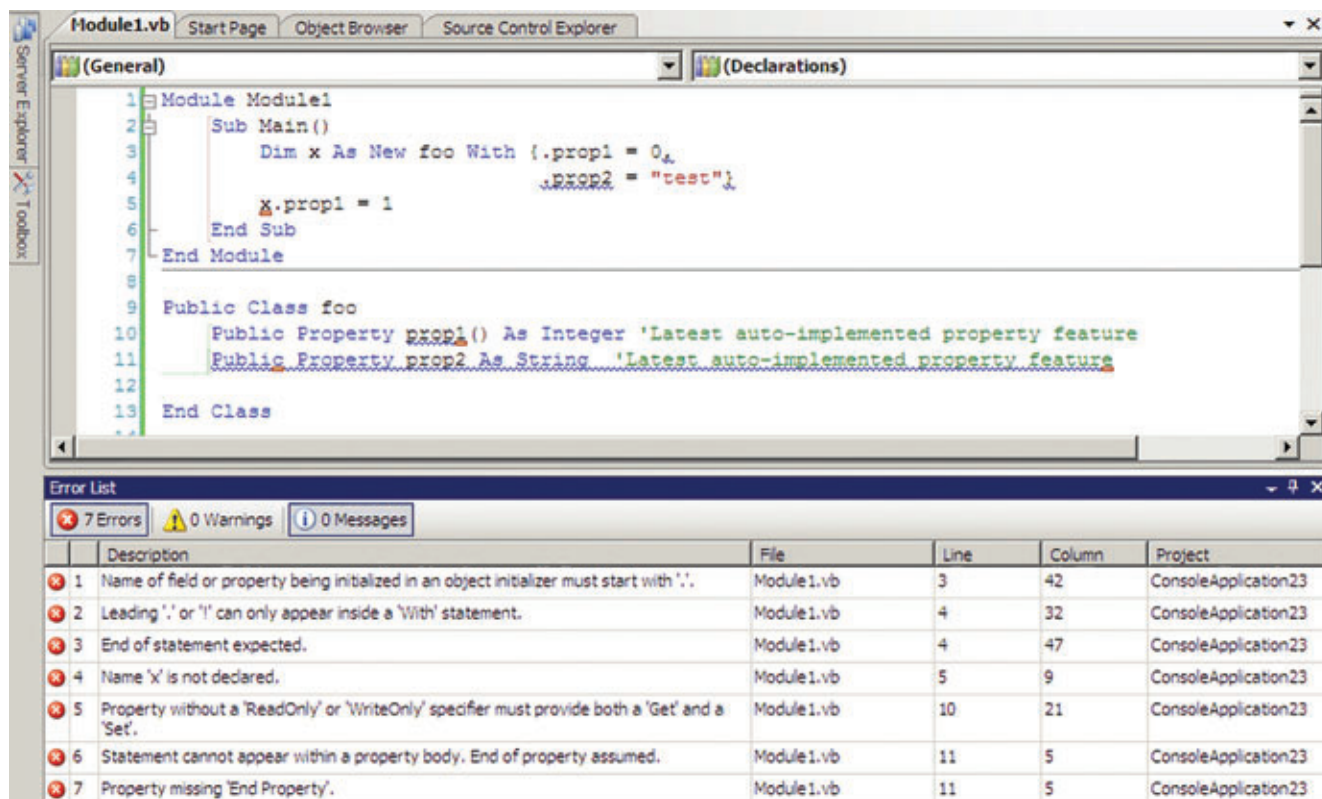 Module1.vb Start Page Object Browser Source Control Explorer
Server Explorer
Toolbox
(General) (Declarations)
1 Module Module1
2 Sub Main()
3 Dim x As New foo With {.prop1 = 0,
4 .prop2 = "test"}
5 x.prop1 = 1
6 End Sub
7 End Module
8
9 Public Class foo
10 Public Property prop1() As Integer 'Latest auto-implemented property feature
11 Public Property prop2 As String 'Latest auto-implemented property feature
12
13 End Class
Error List
7 Errors 0 Warnings 0 Messages
Description File Line Column Project
1 Name of field or property being initialized in an object initializer must start with '.'. Module1.vb 3 42 ConsoleApplication23
2 Leading '.' or '!' can only appear inside a 'With' statement. Module1.vb 4 32 ConsoleApplication23
3 End of statement expected. Module1.vb 4 47 ConsoleApplication23
4 Name 'x' is not declared. Module1.vb 5 9 ConsoleApplication23
5 Property without a 'ReadOnly' or 'WriteOnly' specifier must provide both a 'Get' and a Module1.vb 10 21 ConsoleApplication23
'Set'.
6 Statement cannot appear within a property body. End of property assumed. Module1.vb 11 5 ConsoleApplication23
7 Property missing 'End Property'. Module1.vb 11 5 ConsoleApplication23